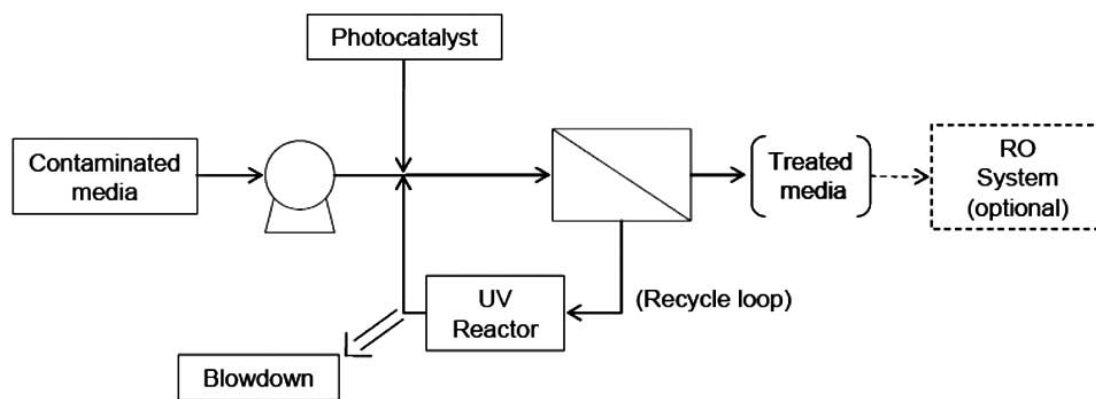 Photocatalyst
Contaminated
media
Treated
media
RO
System
(optional)
UV
Reactor
(Recycle loop)
Blowdown